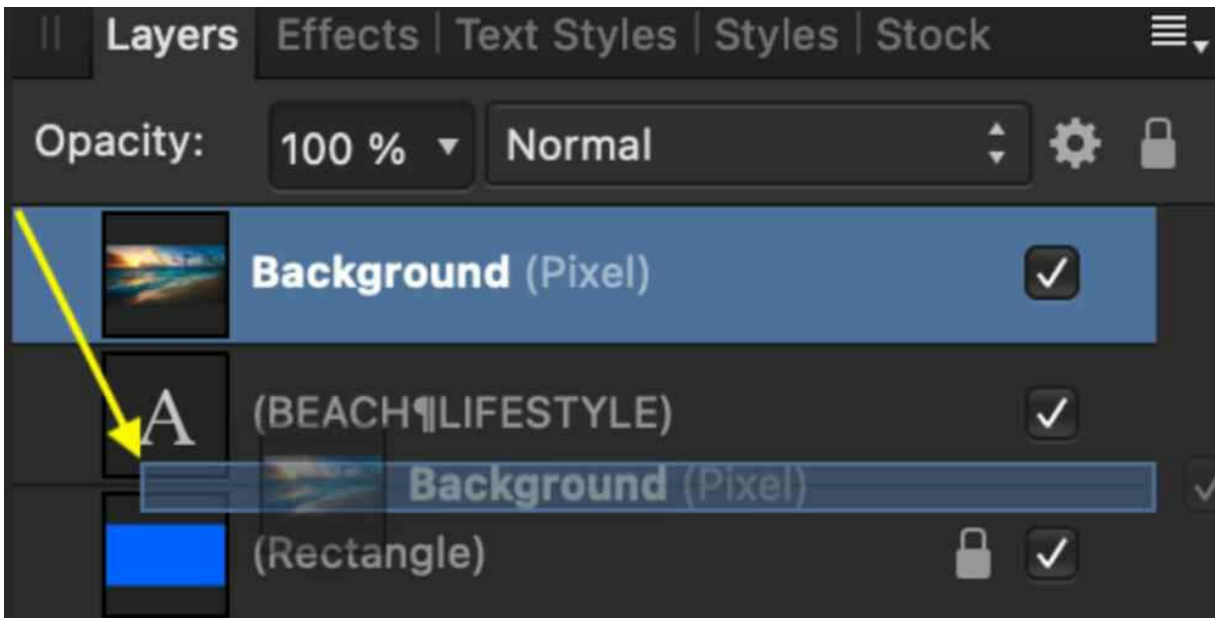 Layers Effects | Text Styles | Styles | Stock
Opacity: 100 % Normal
Background (Pixel)
A (BEACH¶LIFESTYLE)
Background (Pixel)
(Rectangle)